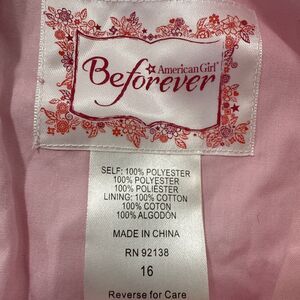 American Girl®
Beforever
SELF: 100% POLYESTER
100% POLYESTER
100% POLIÉSTER
LINING: 100% COTTON
100% COTON
100% ALGODÓN
MADE IN CHINA
RN 92138
16
Reverse for Care